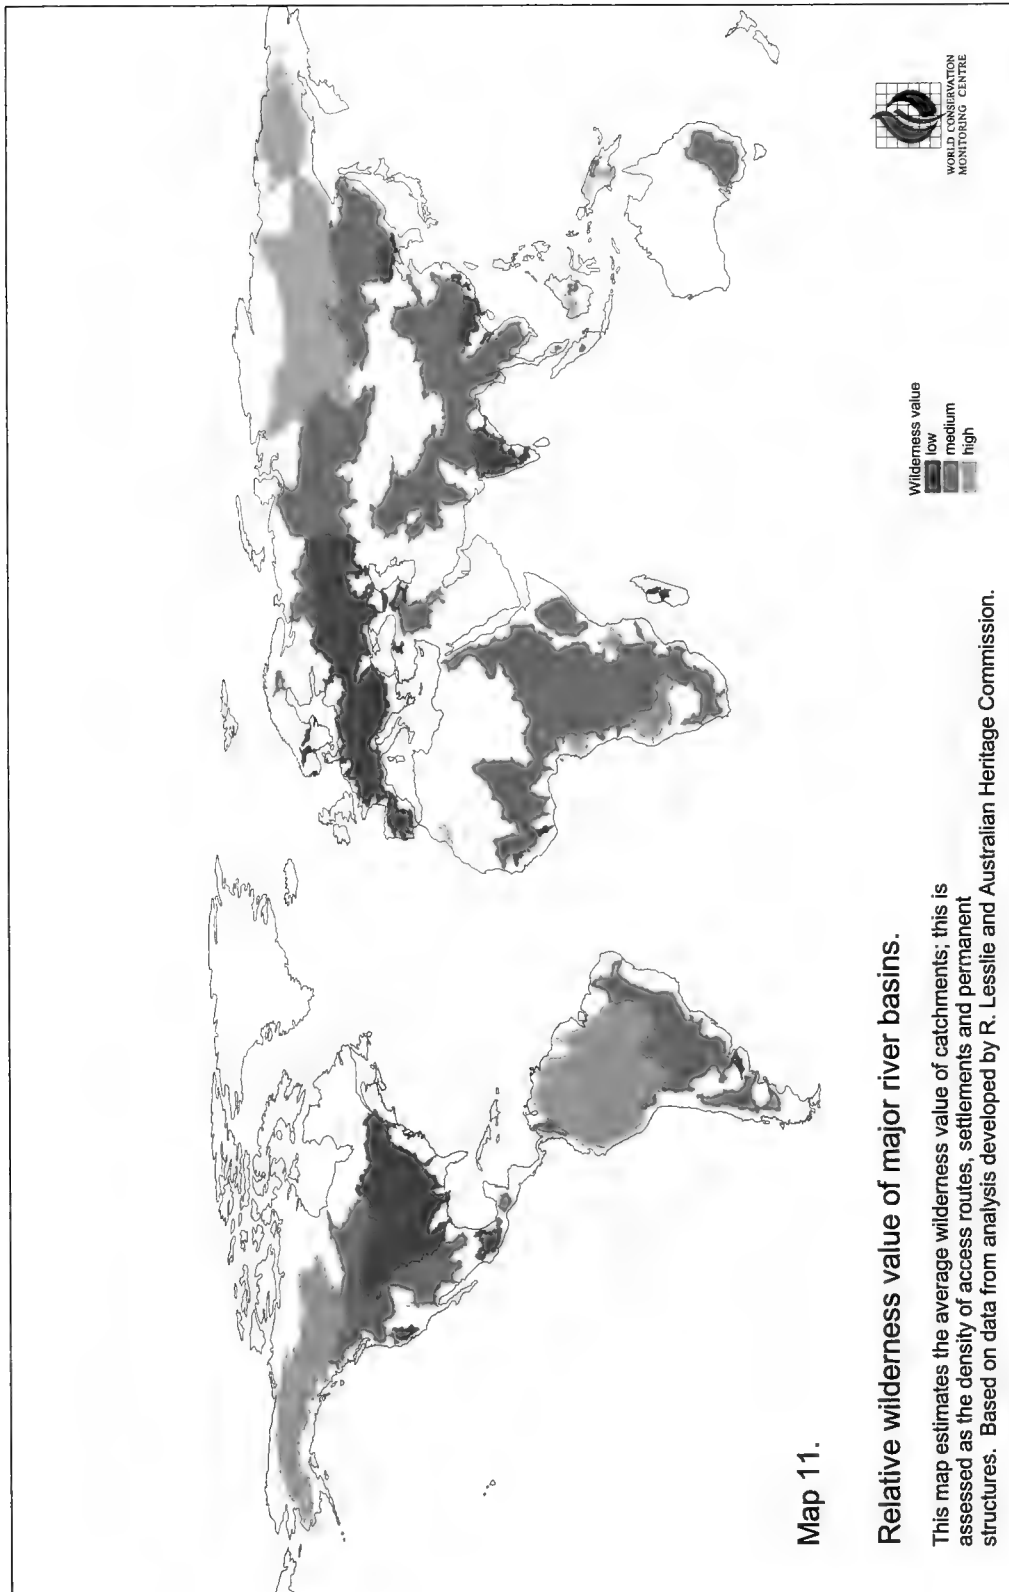 Map 11.
Relative wilderness value of major river basins.
This map estimates the average wilderness value of catchments; this is
assessed as the density of access routes, settlements and permanent
structures. Based on data from analysis developed by R. Lesslie and Australian Heritage Commission.
Wilderness value
low
medium
high
WORLD CONSERVATION
MONITORING CENTRE